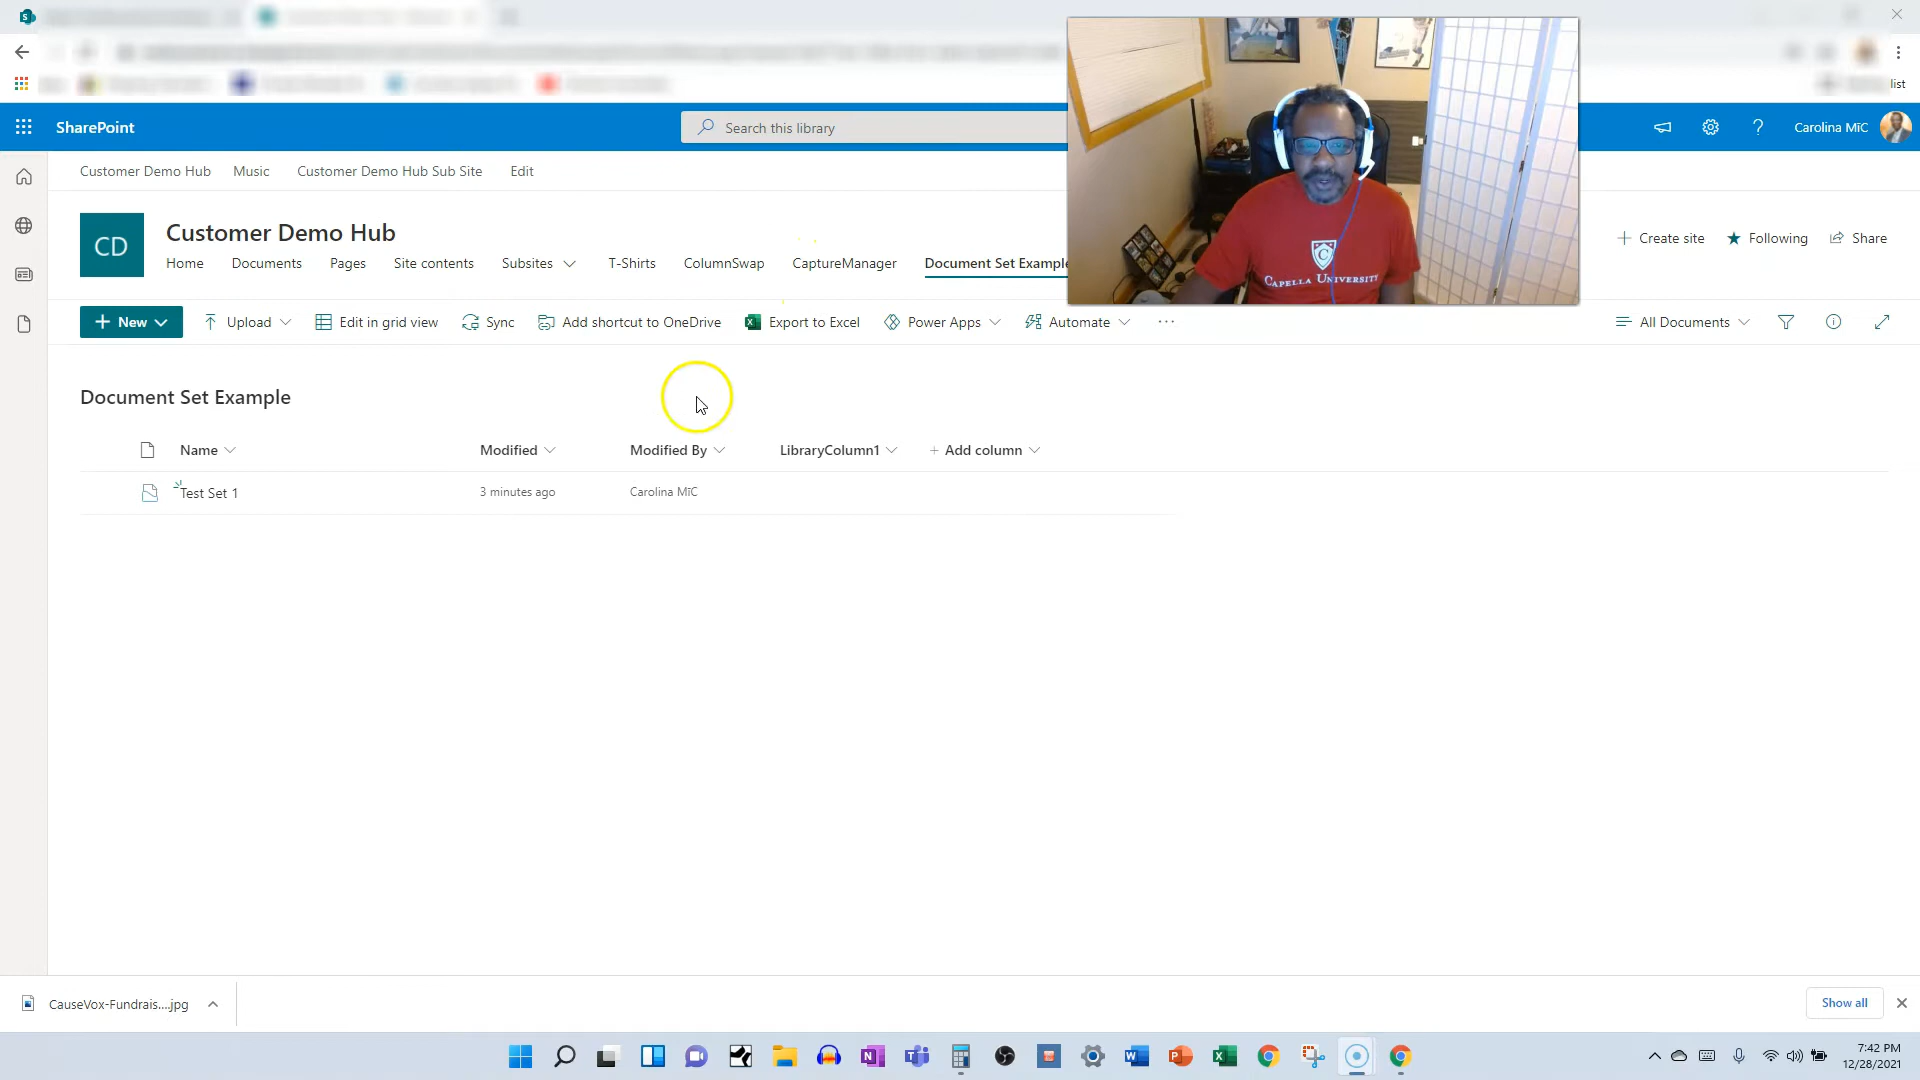 list
SharePoint
Search this library
Carolina MïC
Customer Demo Hub
Music
Customer Demo Hub Sub Site
Edit
CD
Customer Demo Hub
Home
Documents
Pages
Site contents
Subsites
T-Shirts
ColumnSwap
CaptureManager
Document Set Example
Create site
Following
Share
CAPELLA UNIVERSITY
New
Upload
Edit in grid view
Sync
Add shortcut to OneDrive
Export to Excel
Power Apps
Automate
All Documents
Document Set Example
Name
Modified
Modified By
LibraryColumn1
+ Add column
Test Set 1
3 minutes ago
Carolina MïC
CauseVox-Fundrais....jpg
Show all
7:42 PM
12/28/2021